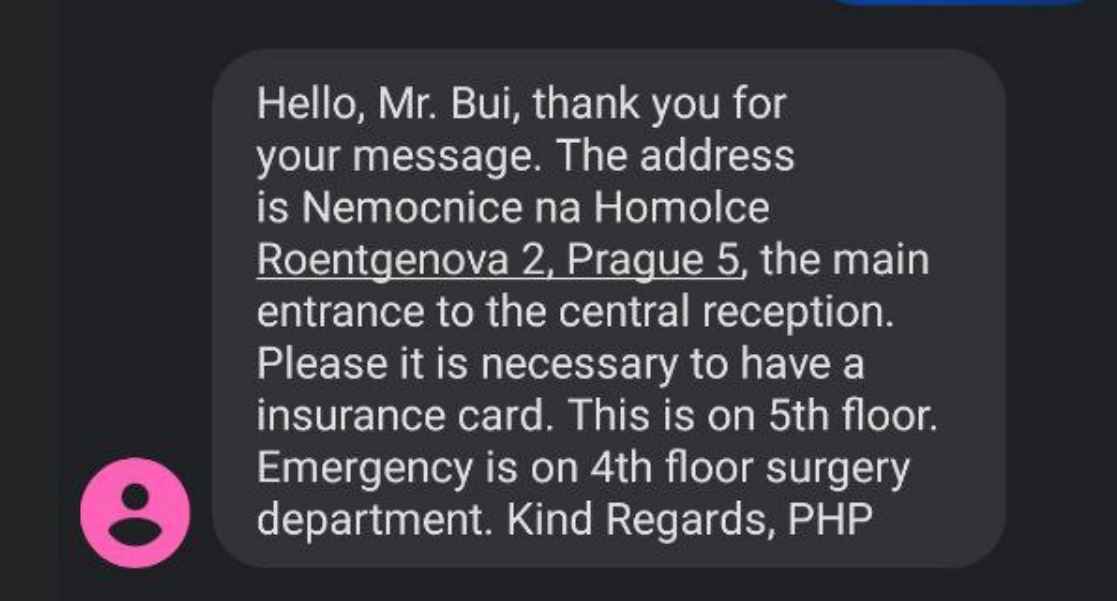 Hello, Mr. Bui, thank you for
your message. The address
is Nemocnice na Homolce
Roentgenova 2, Prague 5, the main
entrance to the central reception.
Please it is necessary to have a
insurance card. This is on 5th floor.
Emergency is on 4th floor surgery
department. Kind Regards, PHP